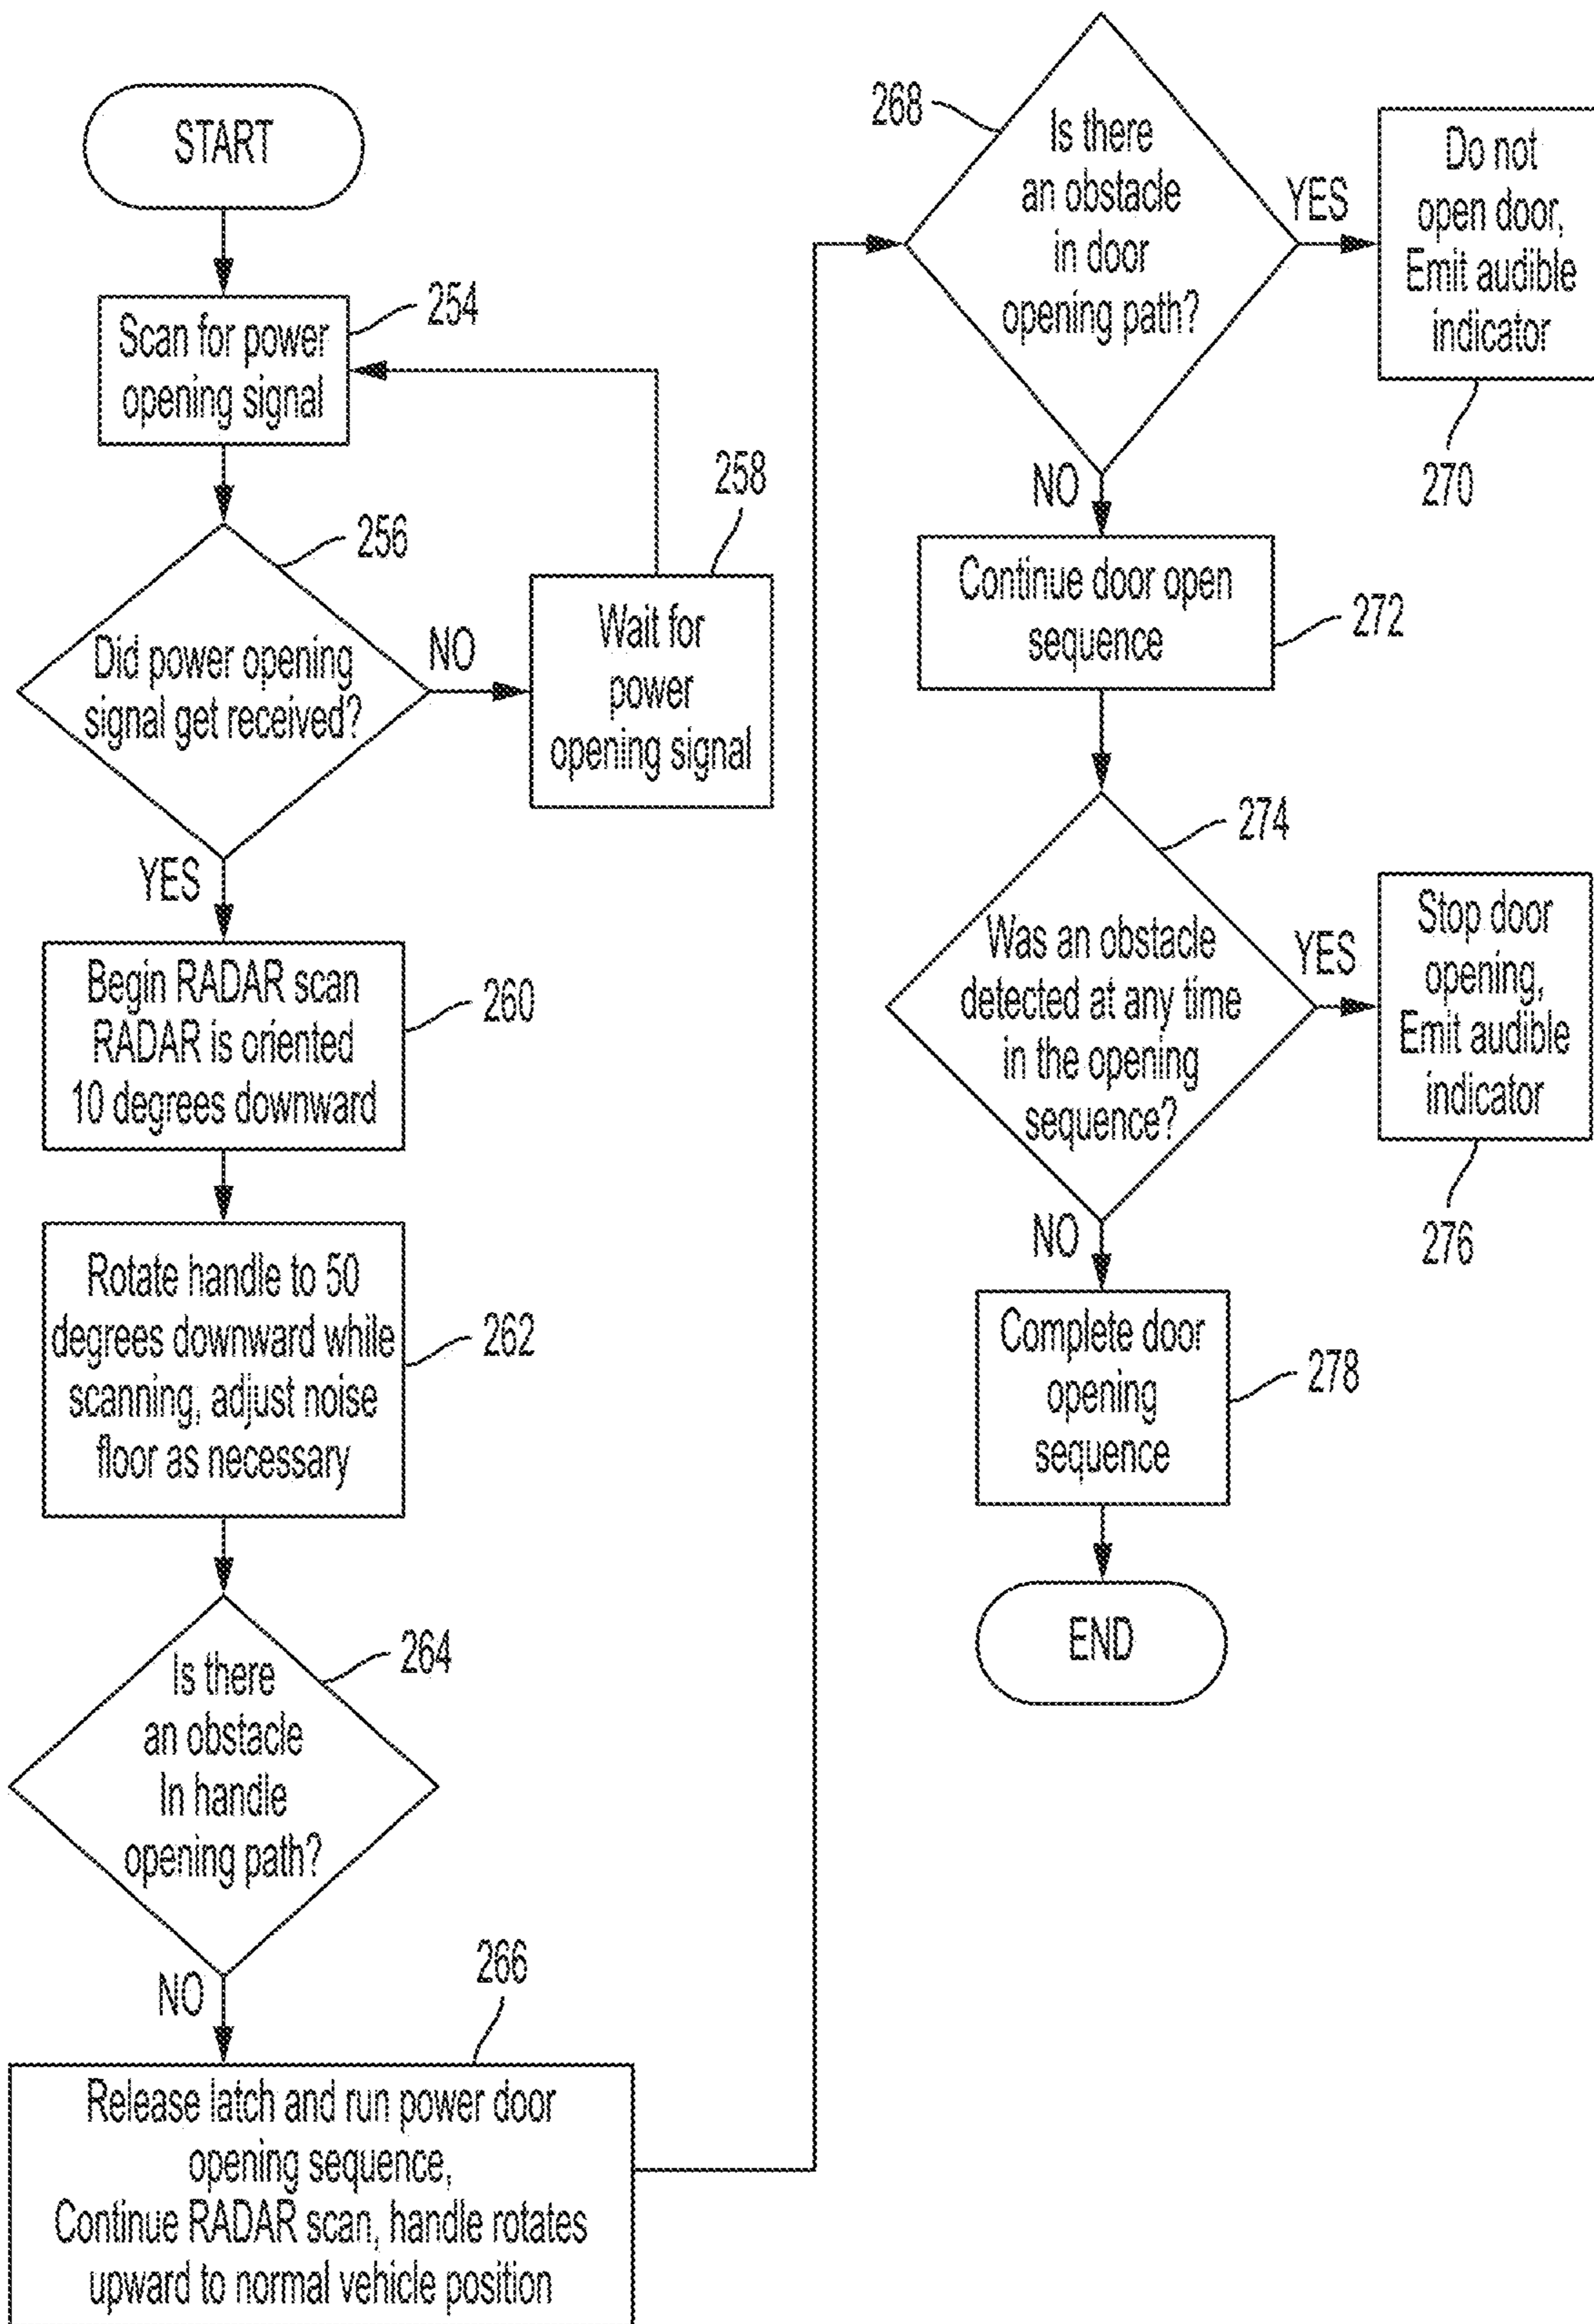 START
254
Scan for power
opening signal
256
Did power opening
signal get received?
NO
258
Wait for
power
opening signal
YES
Begin RADAR scan
RADAR is oriented
10 degrees downward
260
Rotate handle to 50
degrees downward while
scanning, adjust noise
floor as necessary
262
264
Is there
an obstacle
In handle
opening path?
NO
266
Release latch and run power door
opening sequence,
Continue RADAR scan, handle rotates
upward to normal vehicle position
268
Is there
an obstacle
in door
opening path?
YES
Do not
open door,
Emit audible
indicator
270
NO
Continue door open
sequence
272
274
Was an obstacle
detected at any time
in the opening
sequence?
YES
Stop door
opening,
Emit audible
indicator
276
NO
Complete door
opening
sequence
278
END